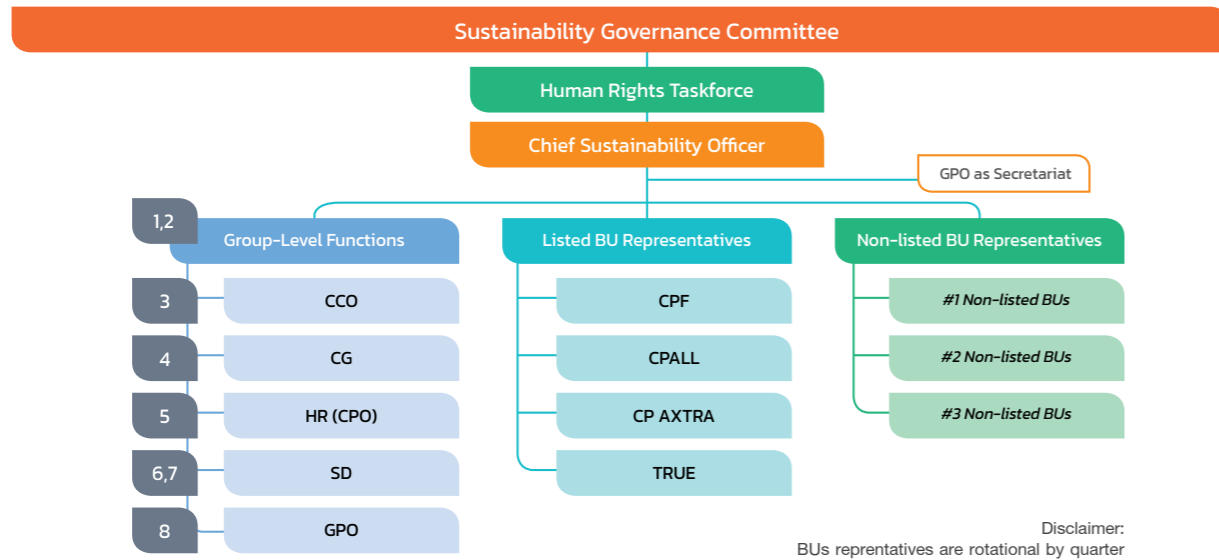 Sustainability Governance Committee
Human Rights Taskforce
Chief Sustainability Officer
GPO as Secretariat
1,2
Group-Level Functions
3
CCO
4
CG
5
HR (CPO)
6,7
SD
8
GPO
Listed BU Representatives
CPF
CPALL
CP AXTRA
TRUE
Non-listed BU Representatives
#1 Non-listed BUs
#2 Non-listed BUs
#3 Non-listed BUs
Disclaimer:
BUs reprentatives are rotational by quarter